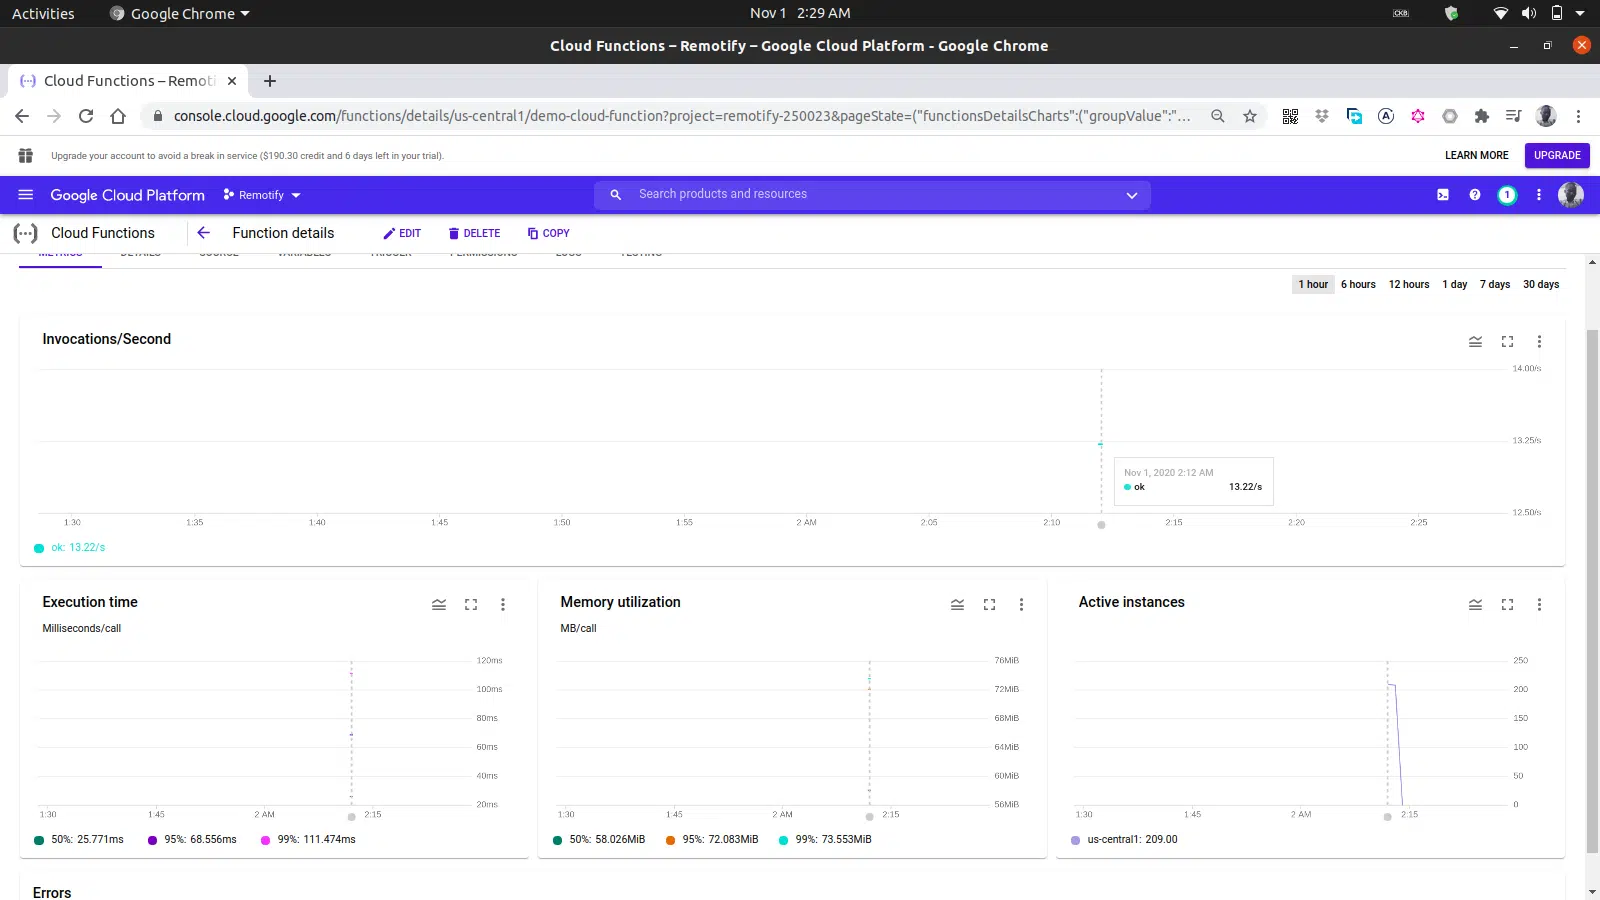 Activities Google Chrome Nov 1 2:29 AM CKB
Cloud Functions – Remotify – Google Cloud Platform - Google Chrome
Cloud Functions – Remoti
console.cloud.google.com/functions/details/us-central1/demo-cloud-function?project=remotify-250023&pageState=("functionsDetailsCharts":("groupValue":"...
Upgrade your account to avoid a break in service ($190.30 credit and 6 days left in your trial). LEARN MORE UPGRADE
Google Cloud Platform Remotify Search products and resources 1
Cloud Functions Function details EDIT DELETE COPY
METRICS DETAILS SOURCE VARIABLES TRIGGER PERMISSIONS LOGS TESTING
1 hour 6 hours 12 hours 1 day 7 days 30 days
Invocations/Second
14.00/s
13.25/s
Nov 1, 2020 2:12 AM
ok 13.22/s
12.50/s
1:30 1:35 1:40 1:45 1:50 1:55 2 AM 2:05 2:10 2:15 2:20 2:25
ok: 13.22/s
Execution time
Milliseconds/call
120ms
100ms
80ms
60ms
40ms
20ms
1:30 1:45 2 AM 2:15
50%: 25.771ms 95%: 68.556ms 99%: 111.474ms
Memory utilization
MB/call
76MiB
72MiB
68MiB
64MiB
60MiB
56MiB
1:30 1:45 2 AM 2:15
50%: 58.026MiB 95%: 72.083MiB 99%: 73.553MiB
Active instances
250
200
150
100
50
0
1:30 1:45 2 AM 2:15
us-central1: 209.00
Errors